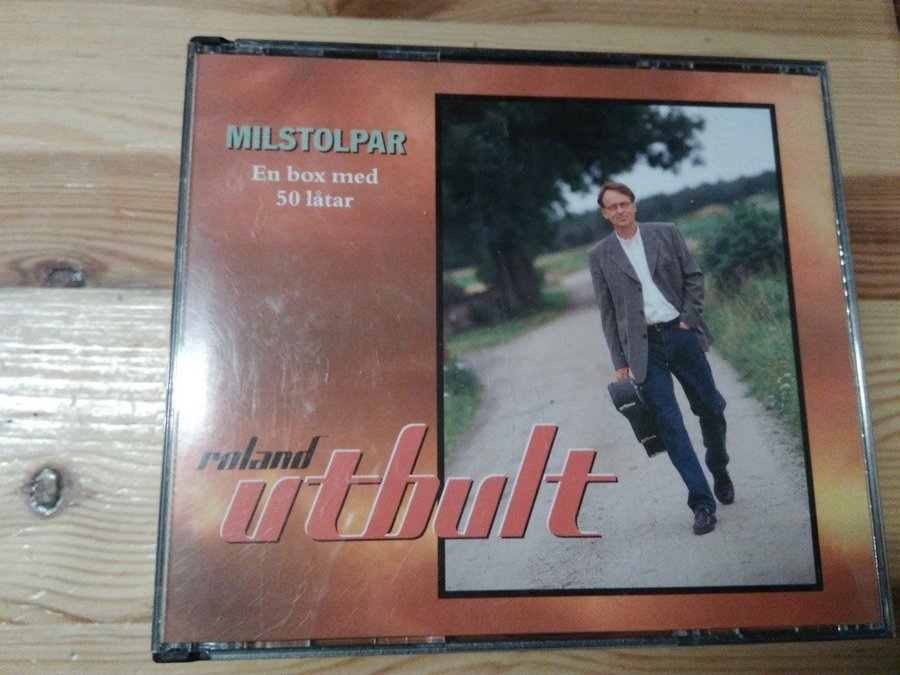 MILSTOLPAR
En box med
50 låtar
roland
utbult